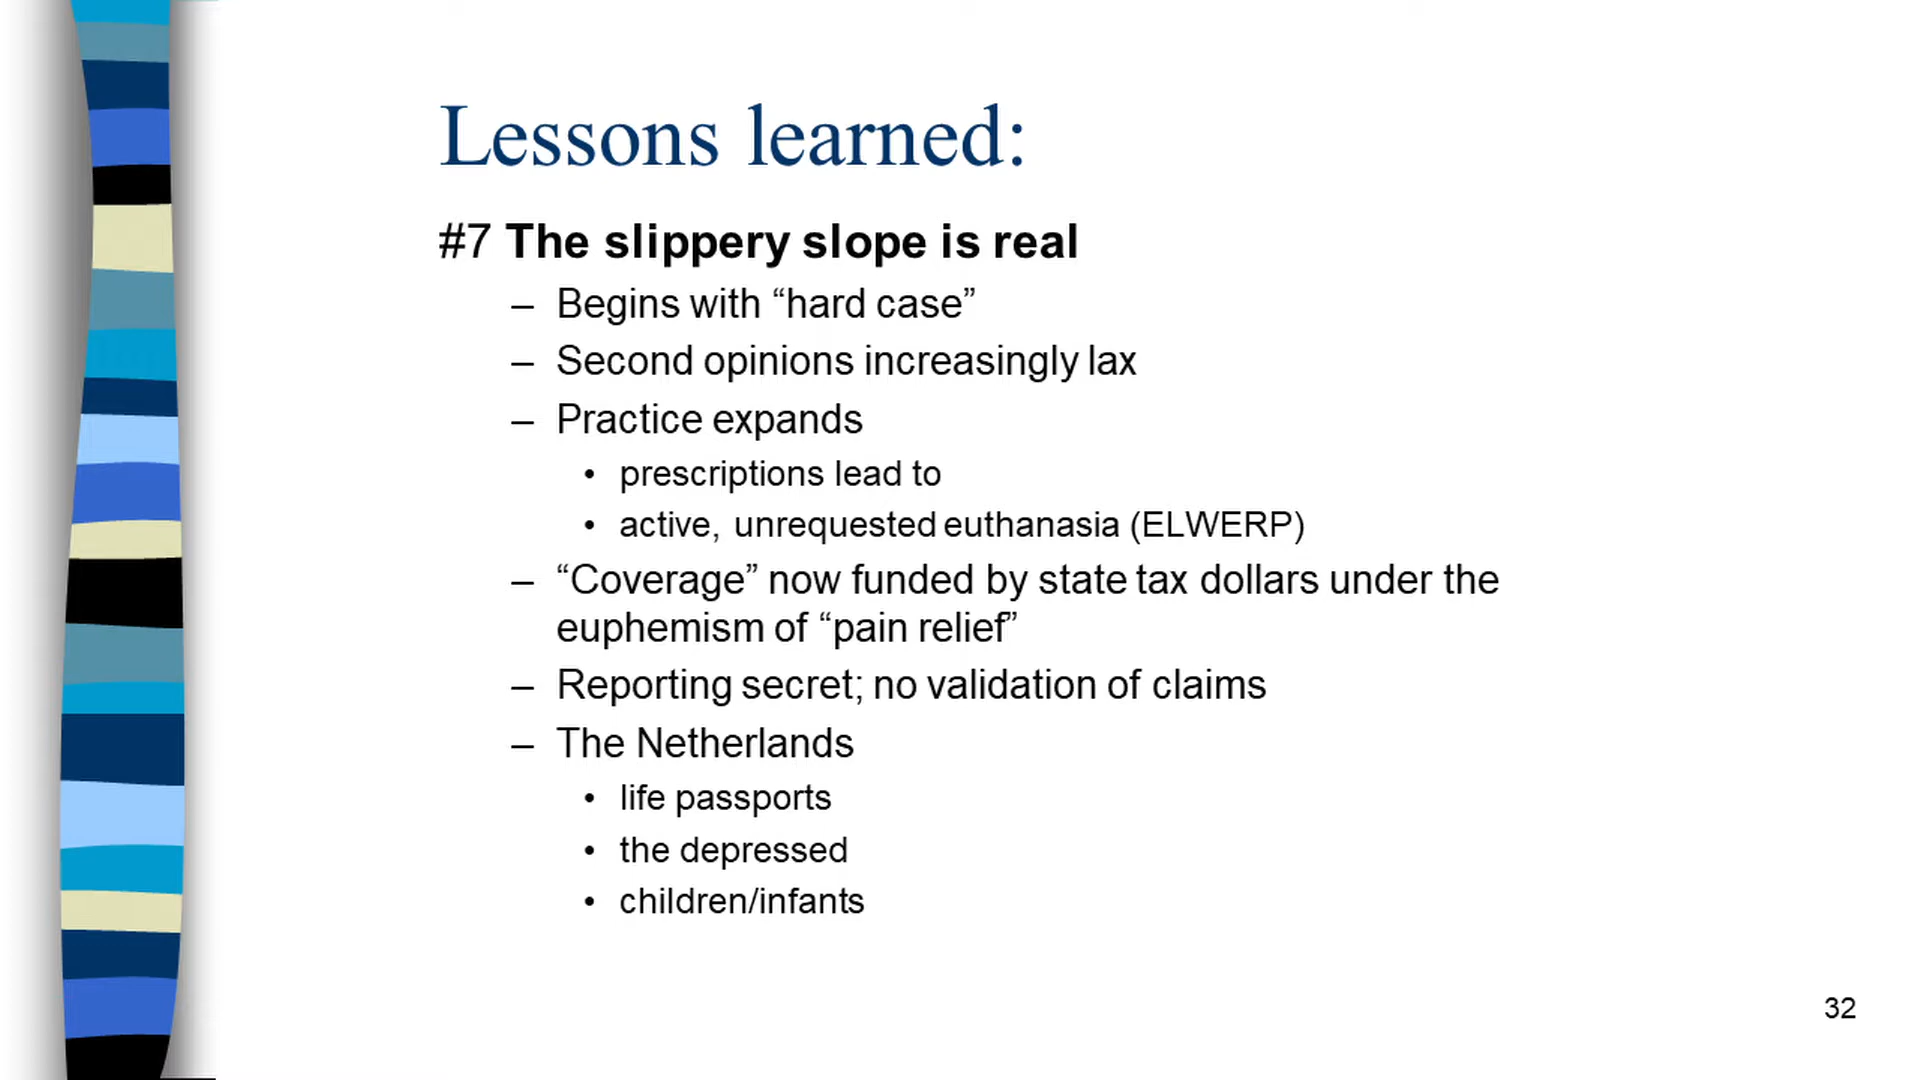 Lessons learned:
#7 The slippery slope is real
– Begins with “hard case”
– Second opinions increasingly lax
– Practice expands
• prescriptions lead to
• active, unrequested euthanasia (ELWERP)
– “Coverage” now funded by state tax dollars under the
euphemism of “pain relief”
– Reporting secret; no validation of claims
– The Netherlands
• life passports
• the depressed
• children/infants
32